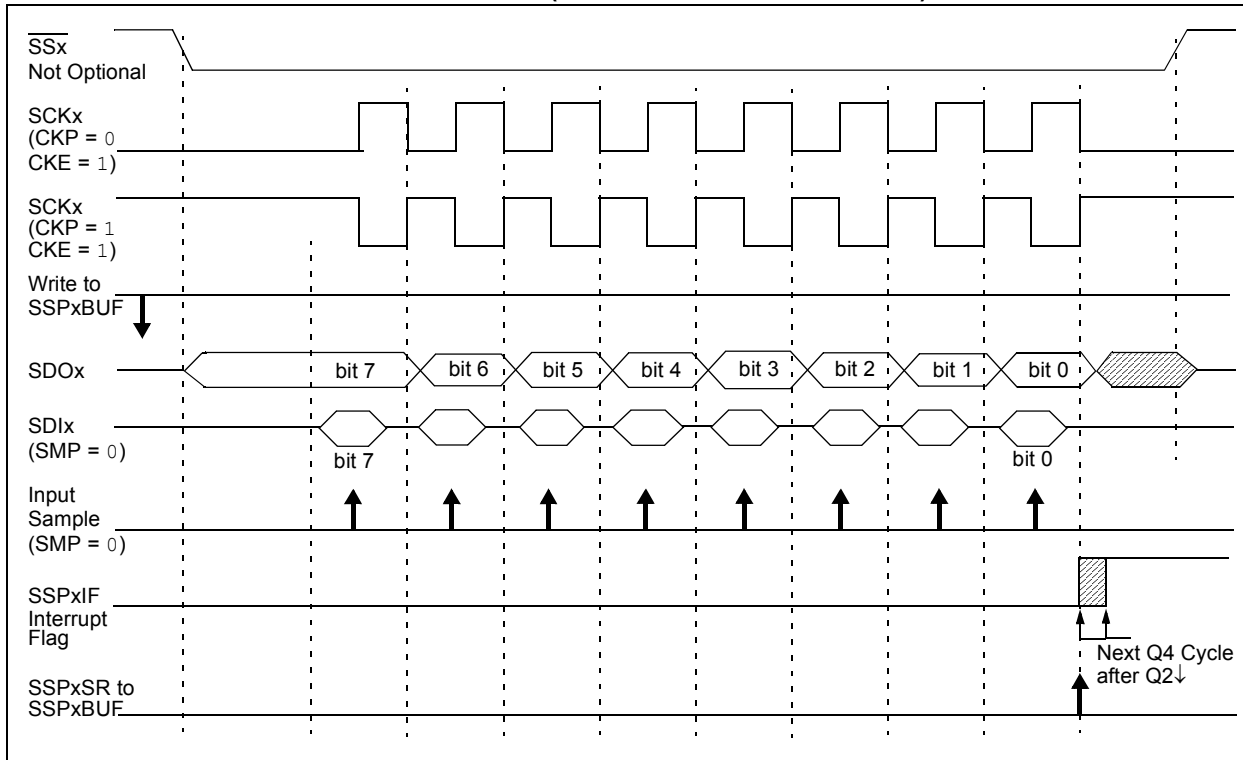 SSx
Not Optional
SCKx
(CKP = 0
CKE = 1)
SCKx
(CKP = 1
CKE = 1)
Write to
SSPxBUF
SDOx
bit 7
bit 6
bit 5
bit 4
bit 3
bit 2
bit 1
bit 0
SDIx
(SMP = 0)
bit 7
bit 0
Input
Sample
(SMP = 0)
SSPxIF
Interrupt
Flag
Next Q4 Cycle
after Q2↓
SSPxSR to
SSPxBUF